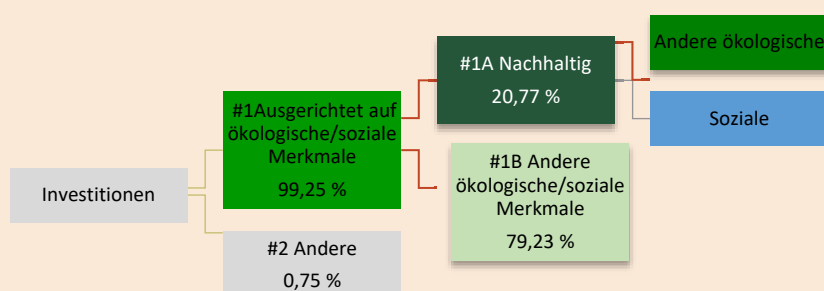 Investitionen
#1Ausgerichtet auf
ökologische/soziale
Merkmale
99,25 %
#2 Andere
0,75 %
#1A Nachhaltig
20,77 %
#1B Andere
ökologische/soziale
Merkmale
79,23 %
Andere ökologische
Soziale